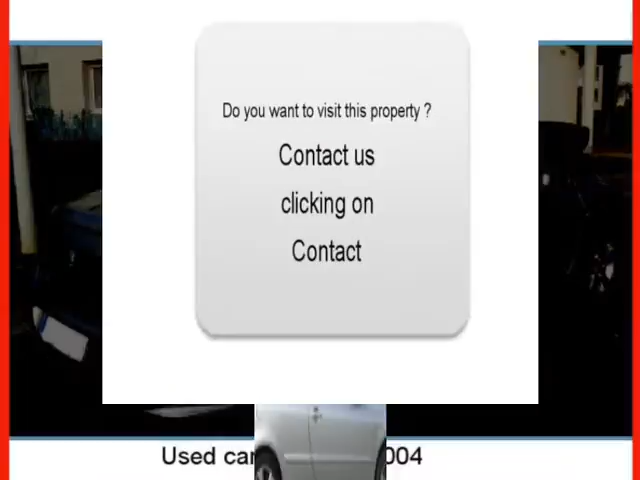 Do you want to visit this property ?
Contact us
clicking on
Contact
Used car 004